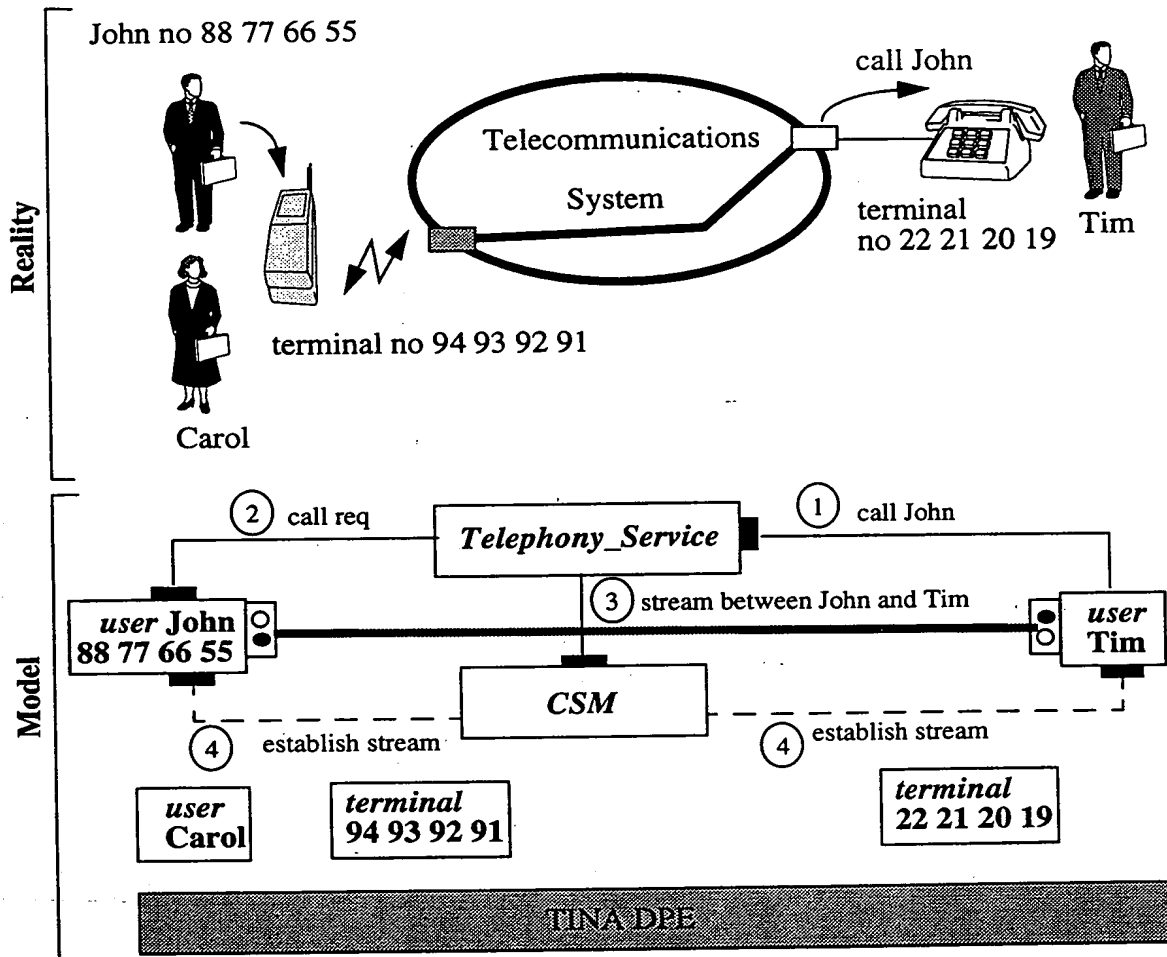 John no 88 77 66 55
call John
Telecommunications
System
terminal
no 22 21 20 19
Tim
terminal no 94 93 92 91
Carol
Reality
2 call req
Telephony_Service
1 call John
3 stream between John and Tim
user John
88 77 66 55
user
Tim
CSM
4 establish stream
4 establish stream
user
Carol
terminal
94 93 92 91
terminal
22 21 20 19
Model
TINA DPE